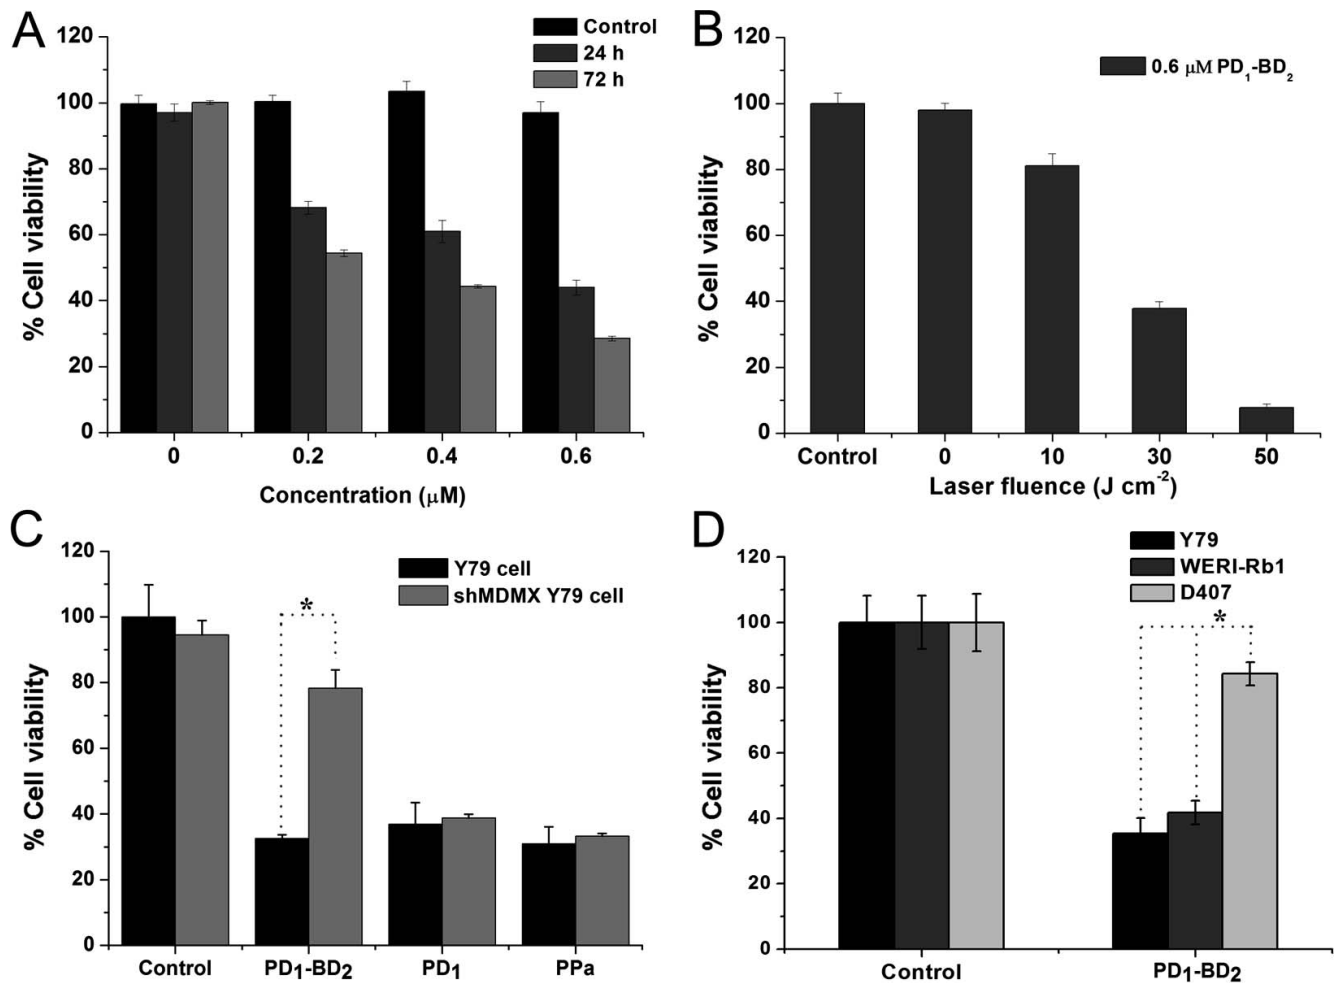 A
Control
24 h
72 h
120
100
80
60
40
20
0
% Cell viability
0 0.2 0.4 0.6
Concentration (μM)
B
0.6 μM PD₁-BD₂
120
100
80
60
40
20
0
% Cell viability
Control 0 10 30 50
Laser fluence (J cm⁻²)
C
Y79 cell
shMDMX Y79 cell
*
120
100
80
60
40
20
0
% Cell viability
Control PD₁-BD₂ PD₁ PPa
D
Y79
WERI-Rb1
D407
*
120
100
80
60
40
20
0
% Cell viability
Control PD₁-BD₂